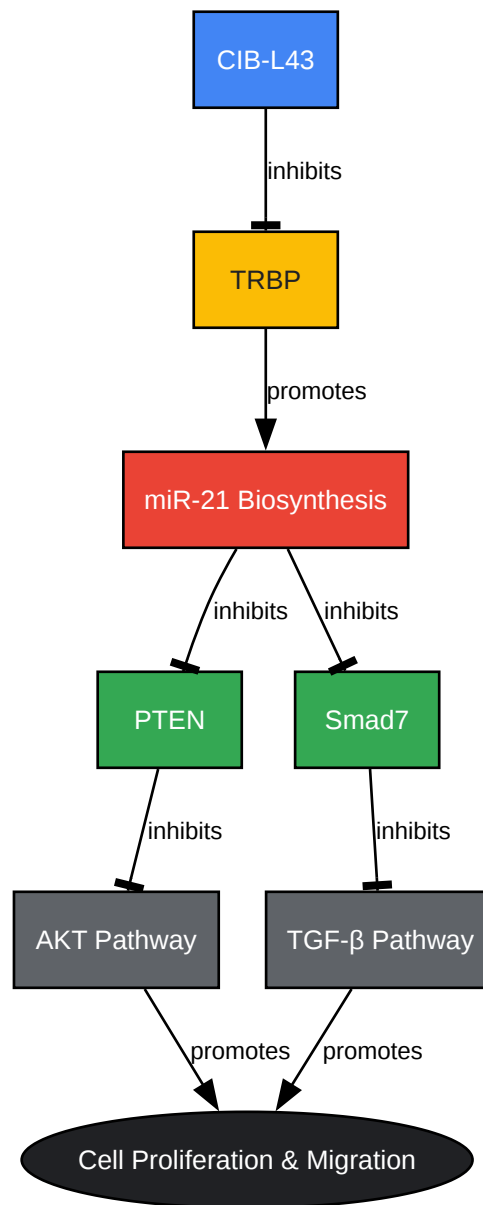 CIB-L43
inhibits
TRBP
promotes
miR-21 Biosynthesis
inhibits
inhibits
PTEN
Smad7
inhibits
inhibits
AKT Pathway
TGF-β Pathway
promotes
promotes
Cell Proliferation & Migration